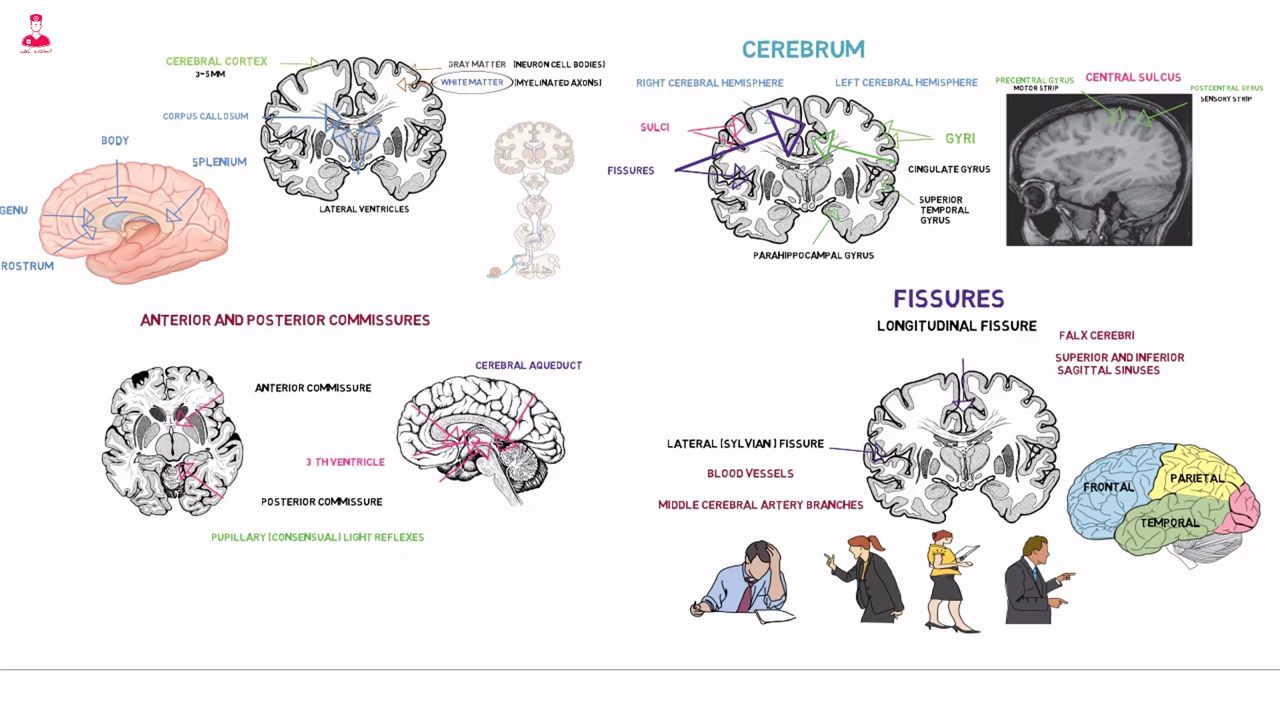 CEREBRAL CORTEX
3-5MM
GRAY MATTER (NEURON CELL BODIES)
WHITE MATTER (MYELINATED AXONS)
CORPUS CALLOSUM
BODY
SPLENIUM
GENU
ROSTRUM
LATERAL VENTRICLES
CEREBRUM
RIGHT CEREBRAL HEMISPHERE
LEFT CEREBRAL HEMISPHERE
PRECENTRAL GYRUS
MOTOR STRIP
CENTRAL SULCUS
POSTCENTRAL GYRUS
SENSORY STRIP
SULCI
GYRI
FISSURES
CINGULATE GYRUS
SUPERIOR
TEMPORAL
GYRUS
PARAHIPPOCAMPAL GYRUS
ANTERIOR AND POSTERIOR COMMISSURES
CEREBRAL AQUEDUCT
ANTERIOR COMMISSURE
3 TH VENTRICLE
POSTERIOR COMMISSURE
PUPILLARY (CONSENSUAL) LIGHT REFLEXES
FISSURES
LONGITUDINAL FISSURE
FALX CEREBRI
SUPERIOR AND INFERIOR
SAGITTAL SINUSES
LATERAL (SYLVIAN ) FISSURE
BLOOD VESSELS
MIDDLE CEREBRAL ARTERY BRANCHES
FRONTAL
PARIETAL
TEMPORAL